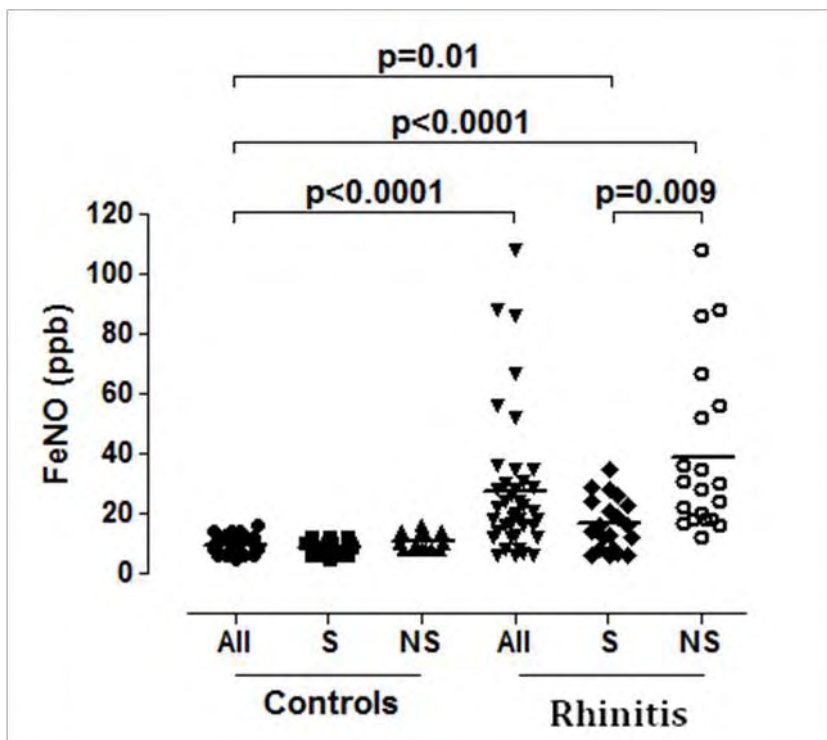 p=0.01
p<0.0001
p<0.0001 p=0.009
120
100
80
60
40
20
0
FeNO (ppb)
All S NS All S NS
Controls Rhinitis